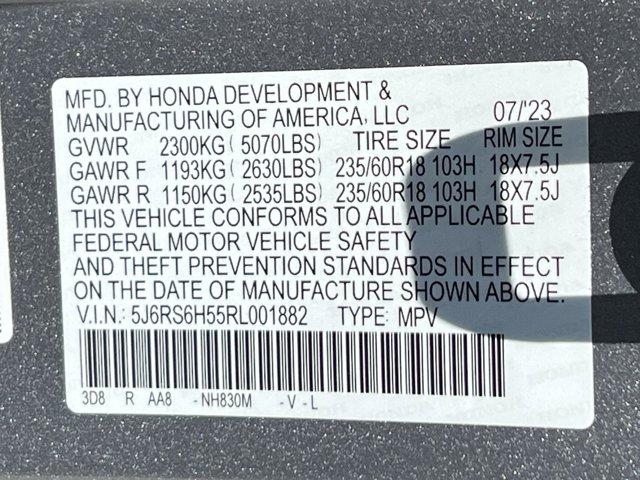 MFD. BY HONDA DEVELOPMENT &
MANUFACTURING OF AMERICA, LLC 07/'23
GVWR 2300KG ( 5070LBS) TIRE SIZE RIM SIZE
GAWR F 1193KG ( 2630LBS) 235/60R18 103H 18X7.5J
GAWR R 1150KG ( 2535LBS) 235/60R18 103H 18X7.5J
THIS VEHICLE CONFORMS TO ALL APPLICABLE
FEDERAL MOTOR VEHICLE SAFETY
AND THEFT PREVENTION STANDARDS IN EFFECT
ON THE DATE OF MANUFACTURE SHOWN ABOVE.
V.I.N.: 5J6RS6H55RL001882 TYPE: MPV
3D8 R AA8 -NH830M -V-L